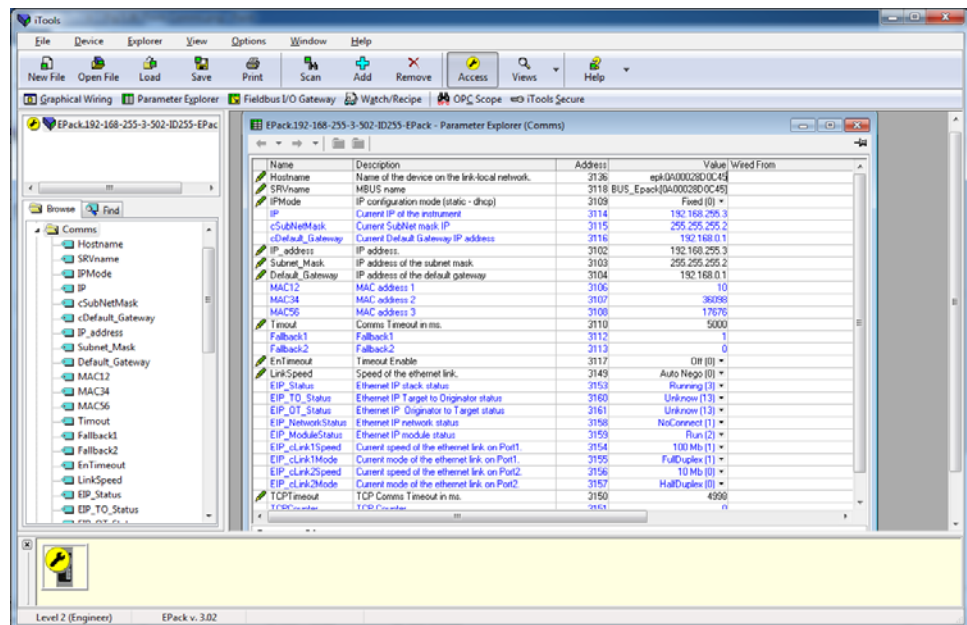 iTools
File Device Explorer View Options Window Help
New File Open File Load Save Print Scan Add Remove Access Views Help
Graphical Wiring Parameter Explorer Fieldbus I/O Gateway Watch/Recipe OPC Scope iTools Secure
EPack.192-168-255-3-502-ID255-EPac
Browse Find
Comms
Hostname
SRVname
IPMode
IP
cSubNetMask
cDefault_Gateway
IP_address
Subnet_Mask
Default_Gateway
MAC12
MAC34
MAC56
Timout
Fallback1
Fallback2
EnTimeout
LinkSpeed
EIP_Status
EIP_TO_Status
EPack.192-168-255-3-502-ID255-EPack - Parameter Explorer (Comms)
Name Description Address Value Wired From
Hostname Name of the device on the link-local network. 3136 epk0A00028D0C45
SRVname MBUS name 3118 BUS_Epack[0A00028D0C45]
IPMode IP configuration mode (static - dhcp) 3109 Fixed (0)
IP Current IP of the instrument 3114 192.168.255.3
cSubNetMask Current SubNet mask IP 3115 255.255.255.2
cDefault_Gateway Current Default Gateway IP address 3116 192.168.0.1
IP_address IP address. 3102 192.168.255.3
Subnet_Mask IP address of the subnet mask 3103 255.255.255.2
Default_Gateway IP address of the default gateway 3104 192.168.0.1
MAC12 MAC address 1 3106 10
MAC34 MAC address 2 3107 36098
MAC56 MAC address 3 3108 17676
Timout Comms Timeout in ms. 3110 5000
Fallback1 Fallback1 3112 1
Fallback2 Fallback2 3113 0
EnTimeout Timeout Enable 3117 Off (0)
LinkSpeed Speed of the ethernet link. 3149 Auto Nego (0)
EIP_Status Ethernet IP stack status 3153 Running (3)
EIP_TO_Status Ethernet IP Target to Originator status 3160 Unknow (13)
EIP_OT_Status Ethernet IP Originator to Target status 3161 Unknow (13)
EIP_NetworkStatus Ethernet IP network status 3158 NoConnect (1)
EIP_ModuleStatus Ethernet IP module status 3159 Run (2)
EIP_cLink1Speed Current speed of the ethernet link on Port1. 3154 100 Mb (1)
EIP_cLink1Mode Current mode of the ethernet link on Port1. 3155 FullDuplex (1)
EIP_cLink2Speed Current speed of the ethernet link on Port2. 3156 10 Mb (0)
EIP_cLink2Mode Current mode of the ethernet link on Port2. 3157 HalfDuplex (0)
TCPTimeout TCP Comms Timeout in ms. 3150 4998
TCPCounter TCP Counter 3151 0
Level 2 (Engineer) EPack v. 3.02